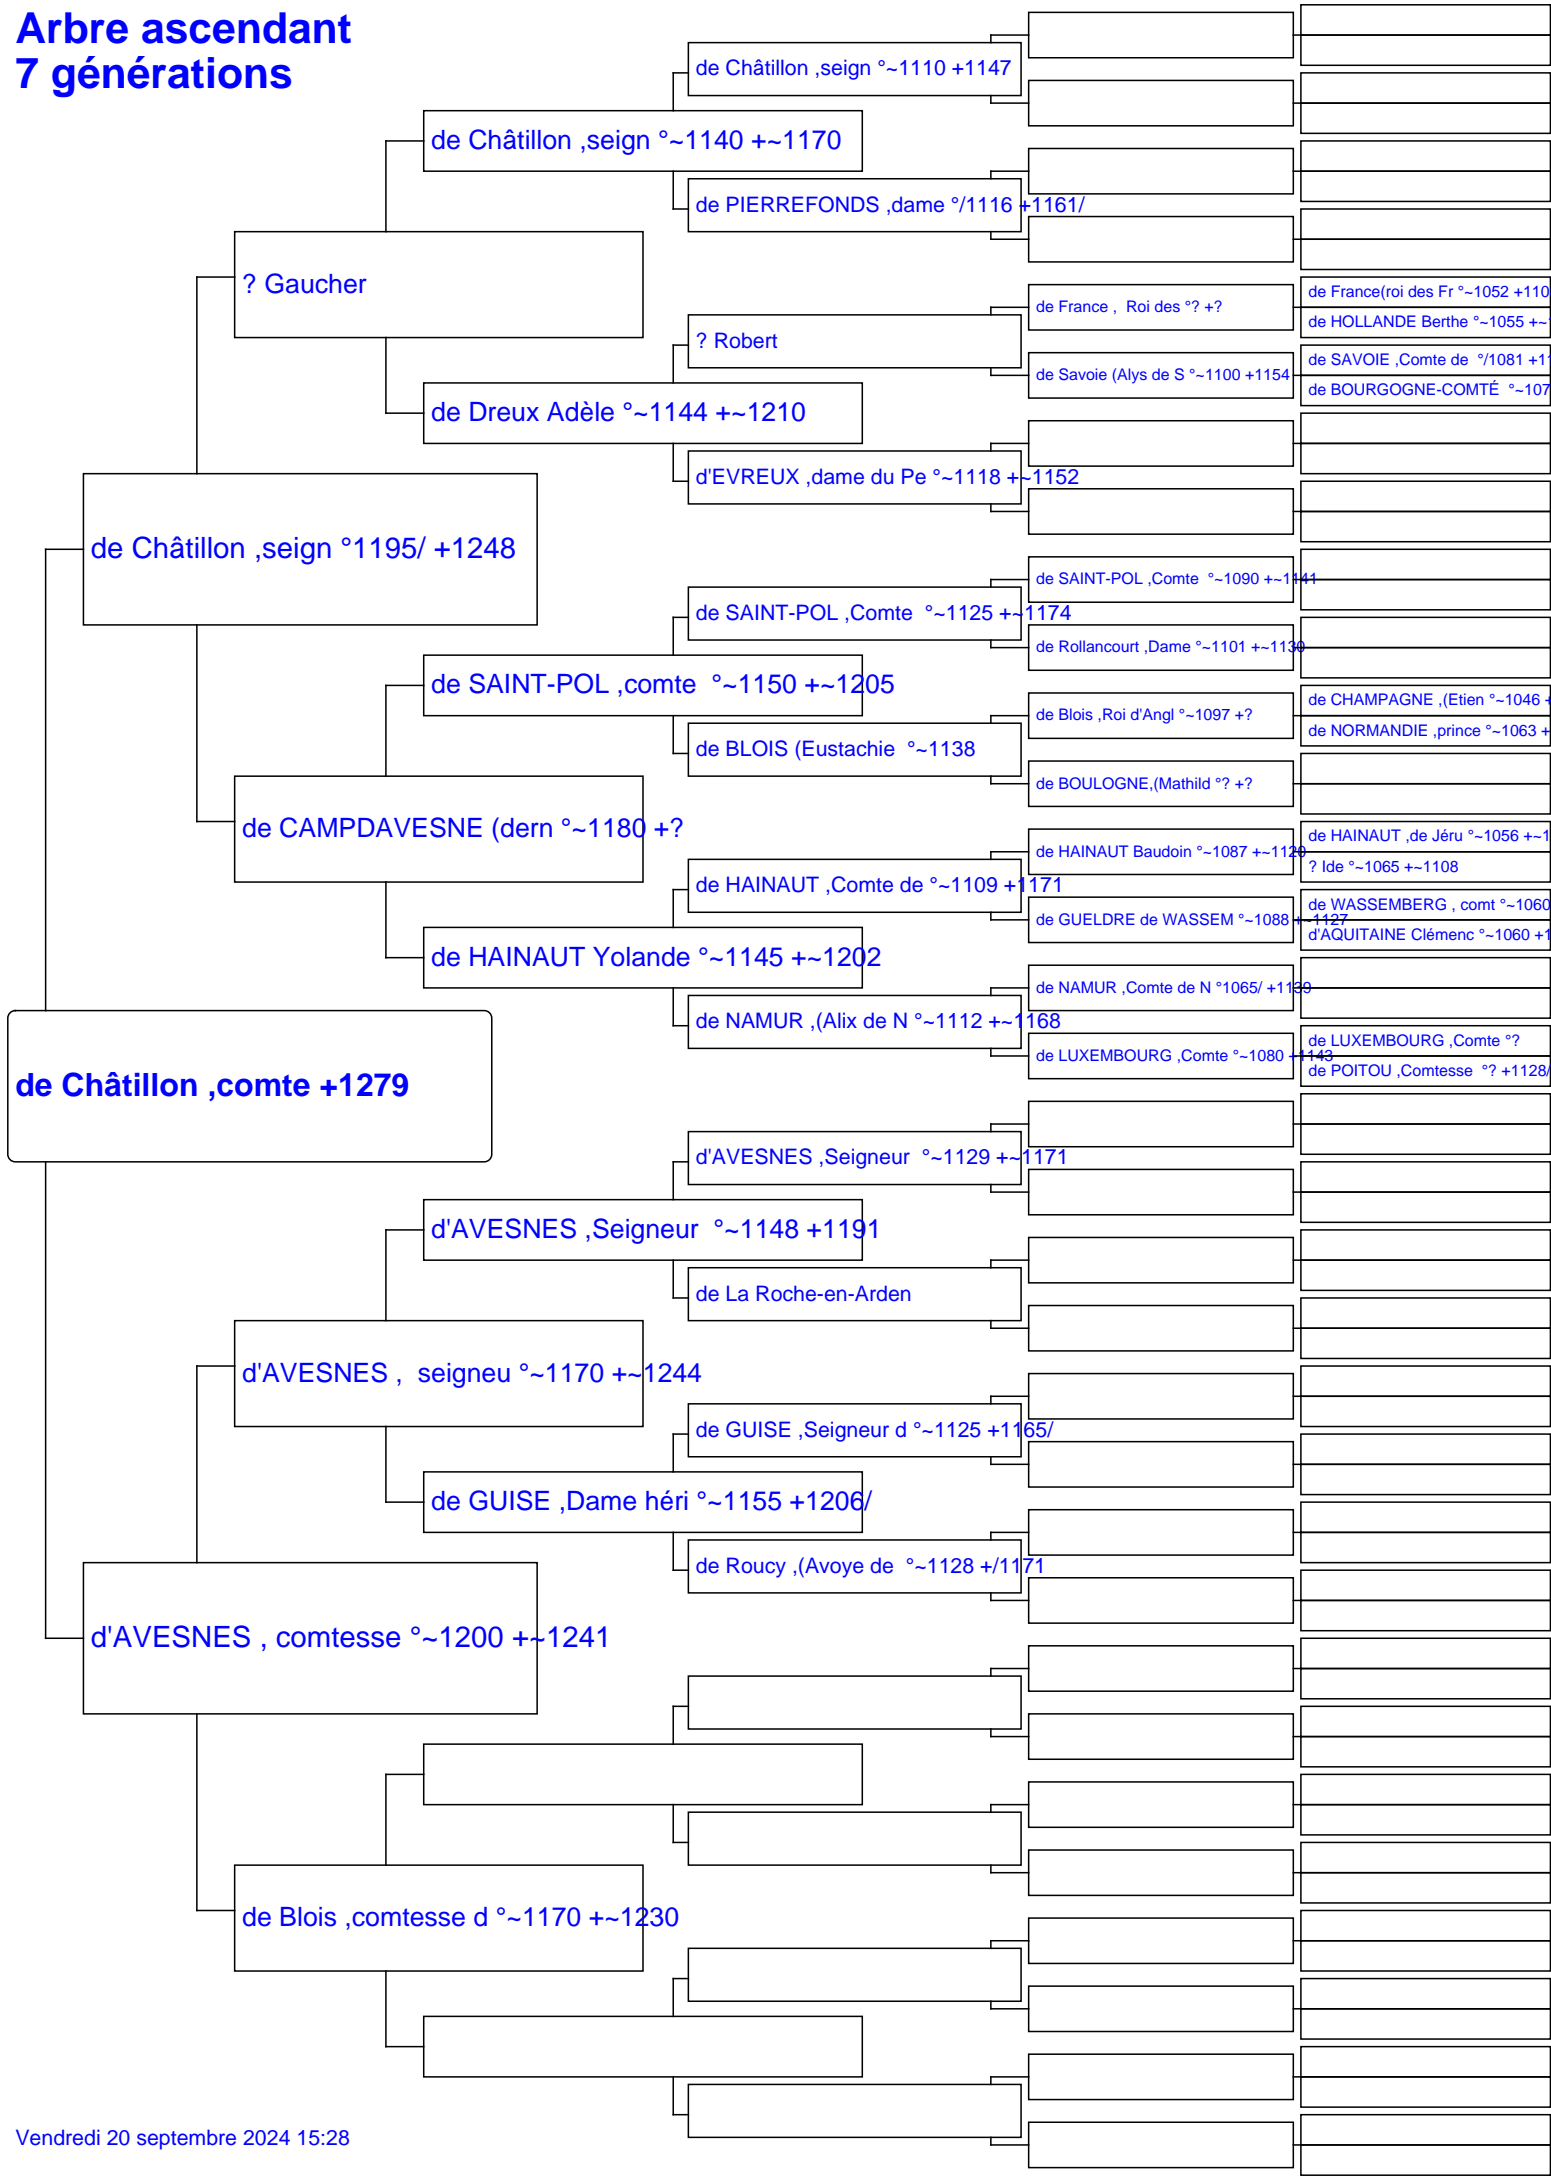 Arbre ascendant
7 générations
de Châtillon ,seign °~1110 +1147
de Châtillon ,seign °~1140 +~1170
de PIERREFONDS ,dame °/1116 +1161/
? Gaucher
de France(roi des Fr °~1052 +110
de France ,  Roi des °? +?
de HOLLANDE Berthe °~1055 +~
? Robert
de SAVOIE ,Comte de  °/1081 +11
de Savoie (Alys de S °~1100 +1154
de BOURGOGNE-COMTÉ  °~107
de Dreux Adèle °~1144 +~1210
d'EVREUX ,dame du Pe °~1118 +~1152
de Châtillon ,seign °1195/ +1248
de SAINT-POL ,Comte  °~1090 +~1141
de SAINT-POL ,Comte  °~1125 +~1174
de Rollancourt ,Dame °~1101 +~1130
de SAINT-POL ,comte  °~1150 +~1205
de CHAMPAGNE ,(Etien °~1046 +
de Blois ,Roi d'Angl °~1097 +?
de NORMANDIE ,prince °~1063 +
de BLOIS (Eustachie  °~1138
de BOULOGNE,(Mathild °? +?
de CAMPDAVESNE (dern °~1180 +?
de HAINAUT ,de Jéru °~1056 +~1
de HAINAUT Baudoin °~1087 +~1120
? Ide °~1065 +~1108
de HAINAUT ,Comte de °~1109 +1171
de WASSEMBERG , comt °~1060
de GUELDRE de WASSEM °~1088 +~1127
d'AQUITAINE Clémenc °~1060 +1
de HAINAUT Yolande °~1145 +~1202
de NAMUR ,Comte de N °1065/ +1139
de NAMUR ,(Alix de N °~1112 +~1168
de LUXEMBOURG ,Comte °?
de LUXEMBOURG ,Comte °~1080 +1143
de POITOU ,Comtesse  °? +1128/
de Châtillon ,comte +1279
d'AVESNES ,Seigneur  °~1129 +~1171
d'AVESNES ,Seigneur  °~1148 +1191
de La Roche-en-Arden
d'AVESNES ,  seigneu °~1170 +~1244
de GUISE ,Seigneur d °~1125 +1165/
de GUISE ,Dame héri °~1155 +1206/
de Roucy ,(Avoye de  °~1128 +/1171
d'AVESNES , comtesse °~1200 +~1241
de Blois ,comtesse d °~1170 +~1230
Vendredi 20 septembre 2024 15:28